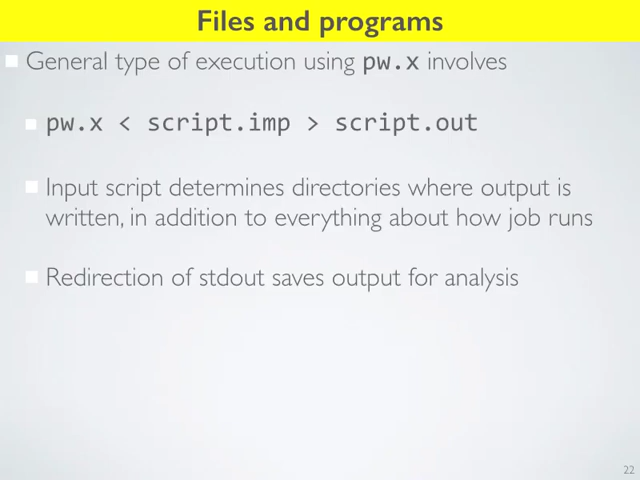 Files and programs
General type of execution using pw.x involves
pw.x < script.imp > script.out
Input script determines directories where output is
written, in addition to everything about how job runs
Redirection of stdout saves output for analysis
22